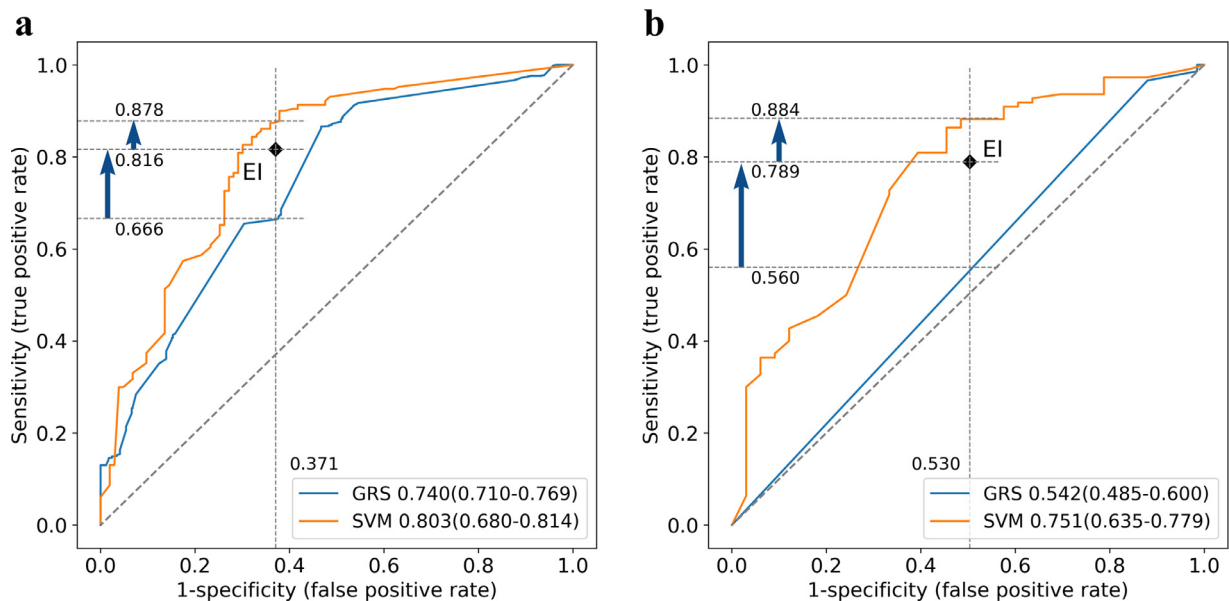 a
Sensitivity (true positive rate)
1.0
0.8
0.6
0.4
0.2
0.0
0.878
0.816
0.666
EI
0.371
GRS 0.740(0.710-0.769)
SVM 0.803(0.680-0.814)
0.0 0.2 0.4 0.6 0.8 1.0
1-specificity (false positive rate)
b
Sensitivity (true positive rate)
1.0
0.8
0.6
0.4
0.2
0.0
0.884
0.789
0.560
EI
0.530
GRS 0.542(0.485-0.600)
SVM 0.751(0.635-0.779)
0.0 0.2 0.4 0.6 0.8 1.0
1-specificity (false positive rate)